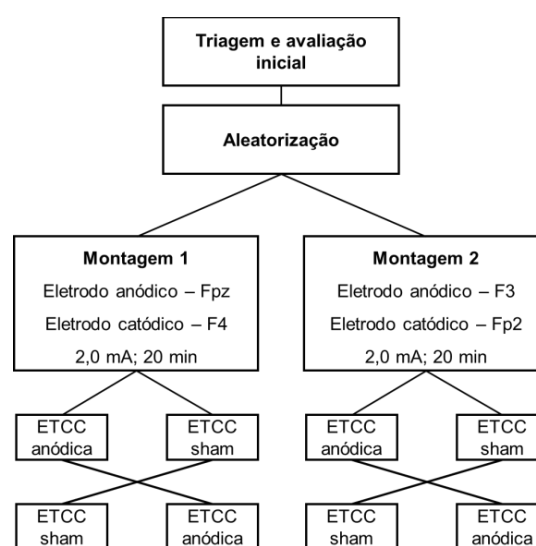 Triagem e avaliação
inicial
Aleatorização
Montagem 1
Eletrodo anódico – Fpz
Eletrodo catódico – F4
2,0 mA; 20 min
Montagem 2
Eletrodo anódico – F3
Eletrodo catódico – Fp2
2,0 mA; 20 min
ETCC
anódica
ETCC
sham
ETCC
anódica
ETCC
sham
ETCC
sham
ETCC
anódica
ETCC
sham
ETCC
anódica